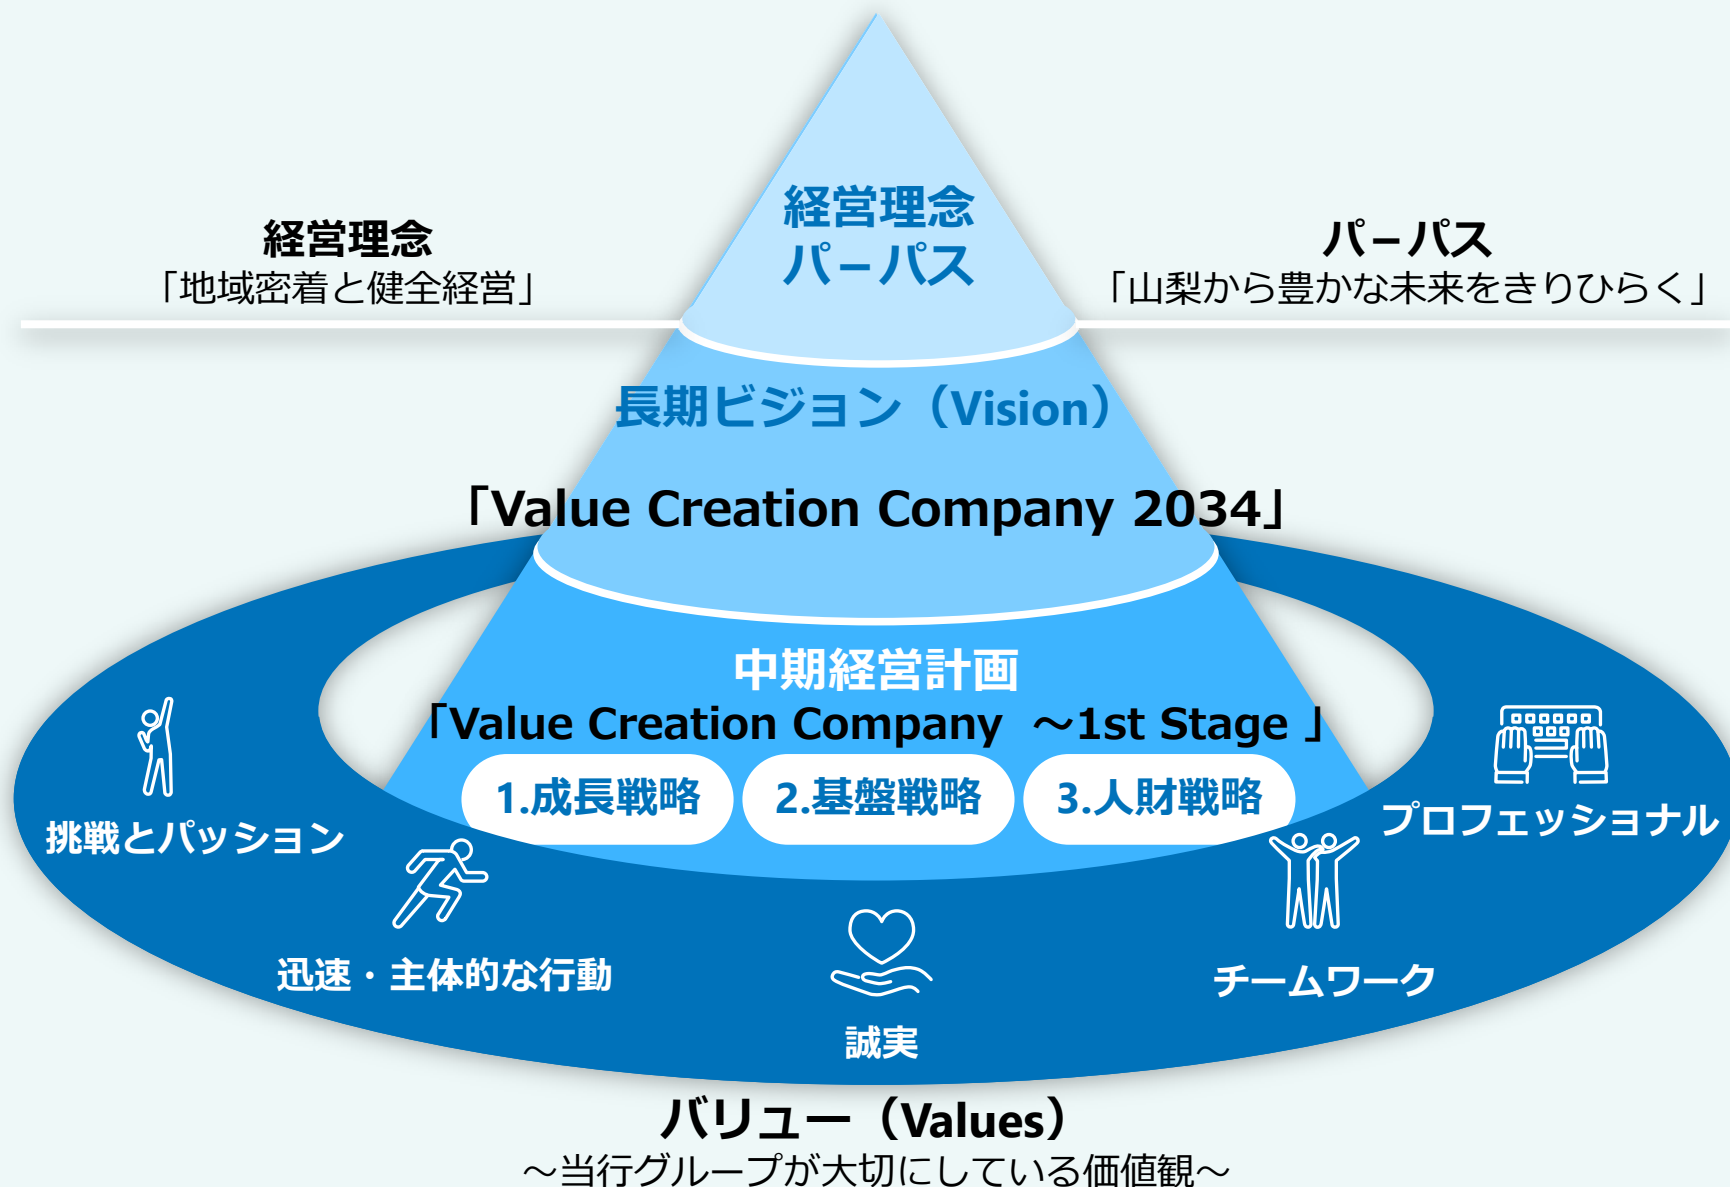 経営理念
パーパス
経営理念
「地域密着と健全経営」
パーパス
「山梨から豊かな未来をきりひらく」
長期ビジョン（Vision）
「Value Creation Company 2034」
中期経営計画
「Value Creation Company ～1st Stage 」
1.成長戦略
2.基盤戦略
3.人財戦略
挑戦とパッション
迅速・主体的な行動
誠実
チームワーク
プロフェッショナル
バリュー（Values）
～当行グループが大切にしている価値観～